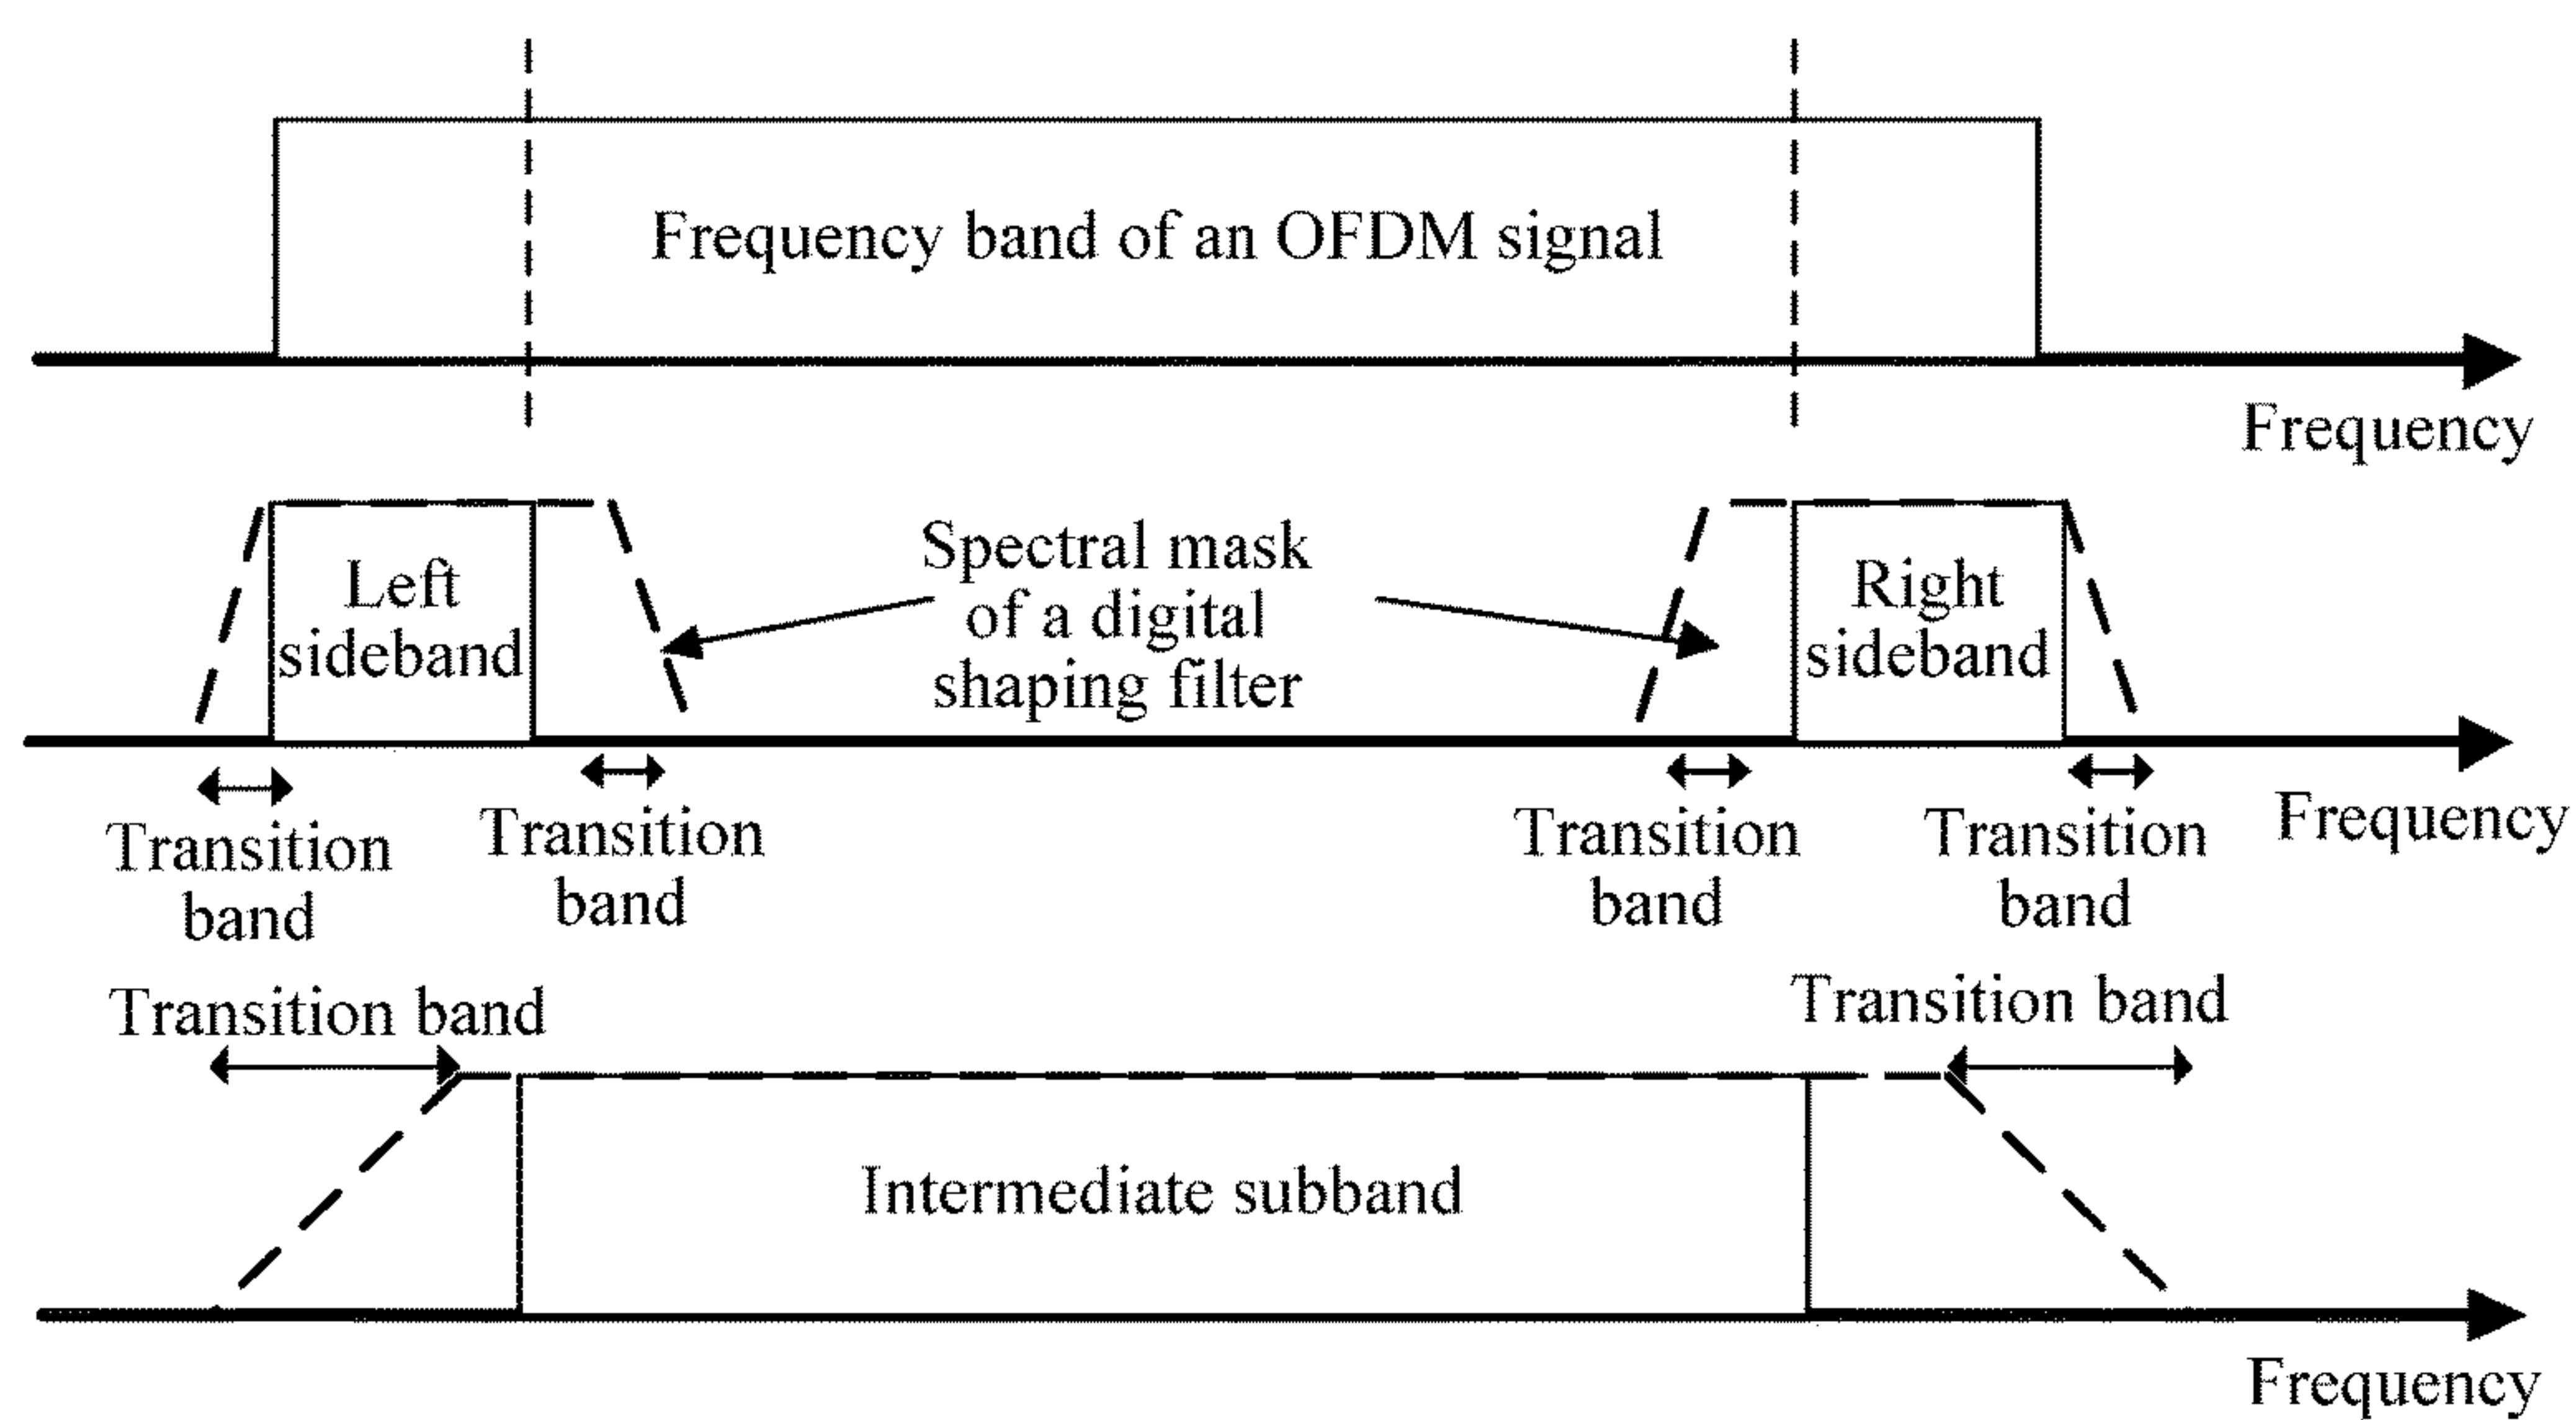 Frequency band of an OFDM signal
Frequency
Left
sideband
Spectral mask
of a digital
shaping filter
Right
sideband
Transition
band
Transition
band
Transition
band
Transition
band
Frequency
Transition band
Transition band
Intermediate subband
Frequency